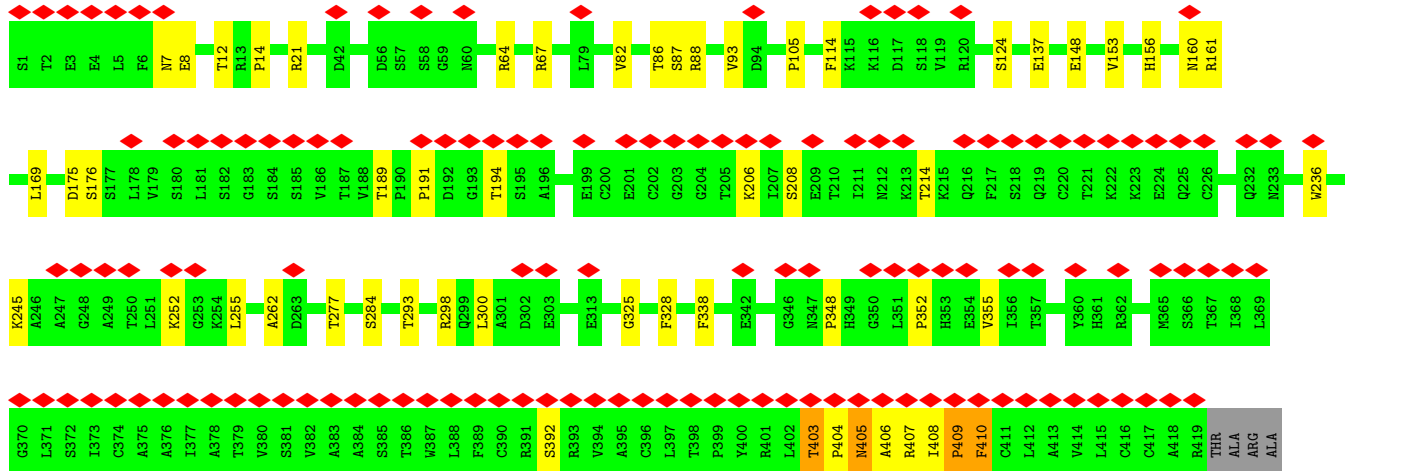 S1 T2 E3 E4 L5 F6 N7 E8 T12 R13 P14 R21 D42 D56 S57 S58 G59 N60 R64 R67 L79 V82 T86 S87 R88 V93 D94 P105 F114 K115 K116 D117 S118 V119 R120 S124 E137 E148 V153 H156 N160 R161
L169 D175 S176 S177 L178 V179 S180 L181 S182 G183 S184 S185 V186 T187 V188 T189 P190 P191 D192 G193 T194 S195 A196 E199 C200 E201 C202 G203 G204 T205 K206 I207 S208 E209 T210 I211 N212 K213 T214 K215 Q216 F217 S218 Q219 C220 T221 K222 K223 E224 Q225 C226 Q232 N233 W236
K245 A246 A247 G248 A249 T250 L251 K252 G253 K254 L255 A262 D263 T277 S284 T293 R298 Q299 L300 A301 D302 E303 E313 G325 F328 F338 E342 G346 N347 P348 H349 G350 L351 P352 H353 E354 V355 I356 T357 Y360 H361 R362 M365 S366 T367 I368 L369
G370 L371 S372 I373 C374 A375 A376 I377 A378 T379 V380 S381 V382 A383 A384 S385 T386 W387 L388 F389 C390 R391 S392 R393 V394 A395 C396 L397 T398 P399 Y400 R401 L402 T403 P404 N405 A406 R407 I408 P409 F410 C411 L412 A413 V414 L415 C416 C417 A418 R419 THR ALA ARG ALA